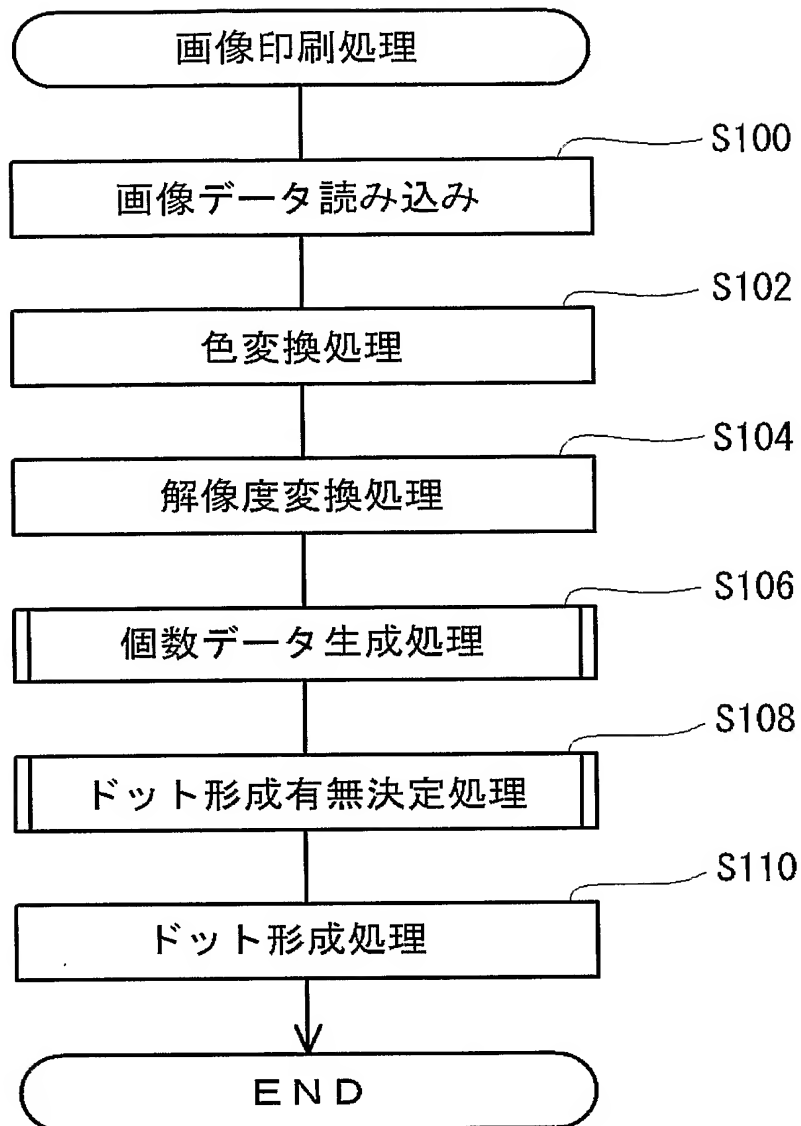 画像印刷処理
S100
画像データ読み込み
S102
色変換処理
S104
解像度変換処理
S106
個数データ生成処理
S108
ドット形成有無決定処理
S110
ドット形成処理
END